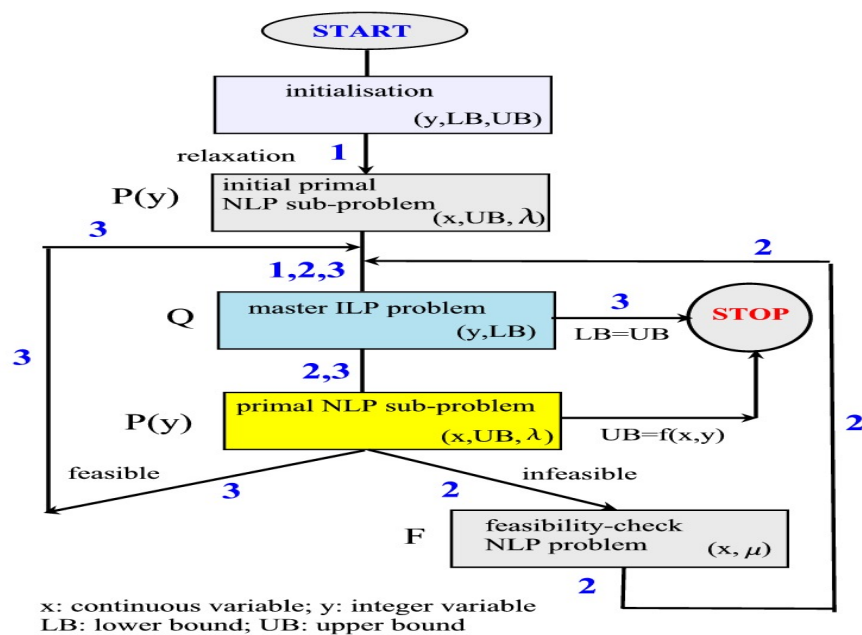 START
initialisation
(y,LB,UB)
relaxation
1
P(y)
initial primal
NLP sub-problem
(x,UB, λ)
3
2
1,2,3
Q
master ILP problem
(y,LB)
3
LB=UB
STOP
3
2,3
P(y)
primal NLP sub-problem
(x,UB, λ)
UB=f(x,y)
2
feasible
3
2
infeasible
F
feasibility-check
NLP problem
(x, μ)
2
x: continuous variable; y: integer variable
LB: lower bound; UB: upper bound